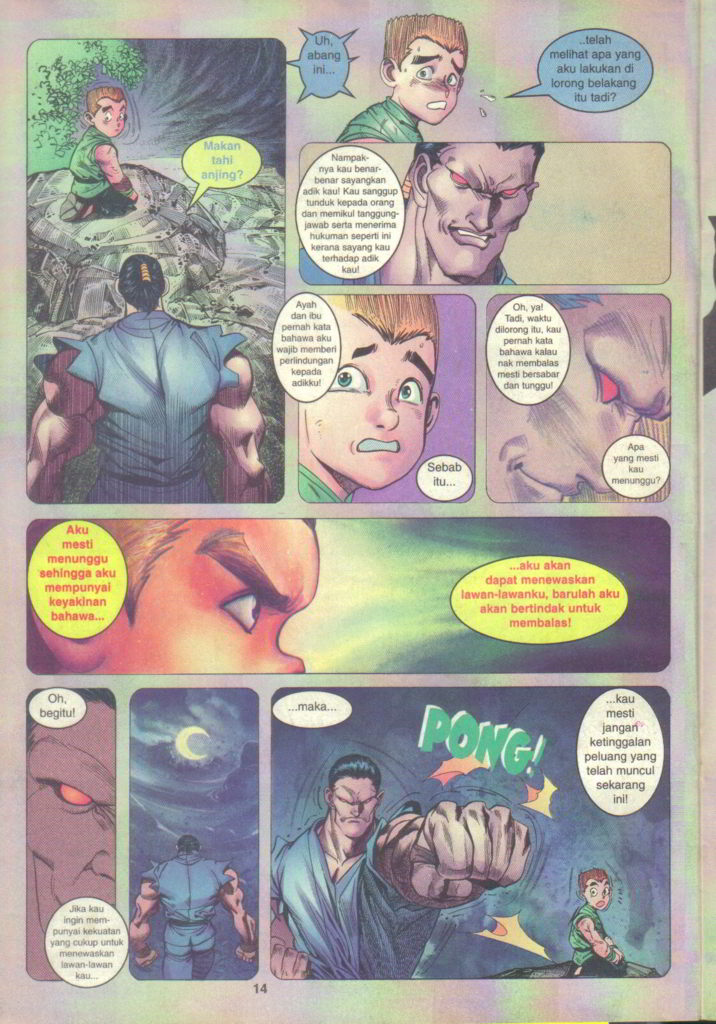 Uh,
abang
ini...
..telah
melihat apa yang
aku lakukan di
lorong belakang
itu tadi?
Makan
tahi
anjing?
Nampak-
nya kau benar-
benar sayangkan
adik kau! Kau sanggup
tunduk kepada orang
dan memikul tanggung-
jawab serta menerima
hukuman seperti ini
kerana sayang kau
terhadap adik
kau!
Ayah
dan ibu
pernah kata
bahawa aku
wajib memberi
perlindungan
kepada
adikku!
Sebab
itu...
Oh, ya!
Tadi, waktu
dilorong itu, kau
pernah kata
bahawa kalau
nak membalas
mesti bersabar
dan tunggu!
Apa
yang mesti
kau
menunggu?
Aku
mesti
menunggu
sehingga aku
mempunyai
keyakinan
bahawa...
...aku akan
dapat menewaskan
lawan-lawanku, barulah aku
akan bertindak untuk
membalas!
Oh,
begitu!
Jika kau
ingin mem-
punyai kekuatan
yang cukup untuk
menewaskan
lawan-lawan
kau...
...maka...
PONG!
...kau
mesti
jangan
ketinggalan
peluang yang
telah muncul
sekarang
ini!
14